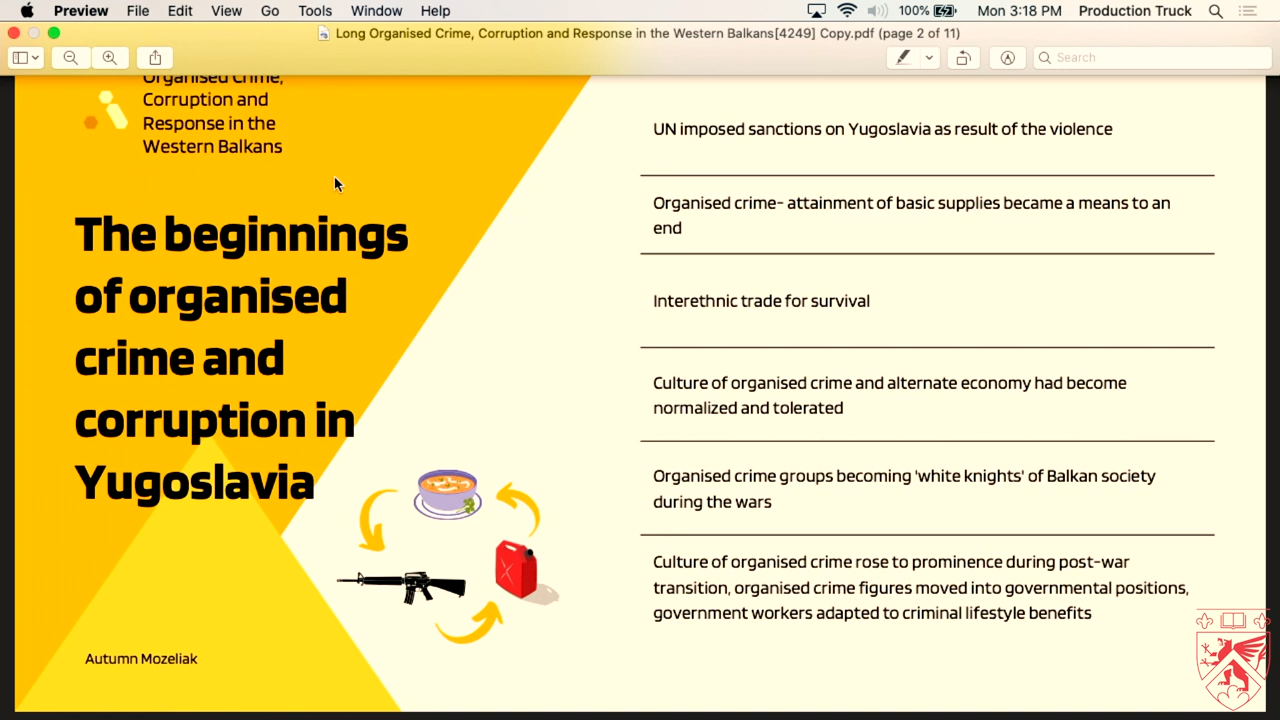 Preview File Edit View Go Tools Window Help 100% Mon 3:18 PM Production Truck
Long Organised Crime, Corruption and Response in the Western Balkans[4249] Copy.pdf (page 2 of 11)
Search
Organised Crime,
Corruption and
Response in the
Western Balkans
The beginnings
of organised
crime and
corruption in
Yugoslavia
Autumn Mozeliak
UN imposed sanctions on Yugoslavia as result of the violence
Organised crime- attainment of basic supplies became a means to an
end
Interethnic trade for survival
Culture of organised crime and alternate economy had become
normalized and tolerated
Organised crime groups becoming 'white knights' of Balkan society
during the wars
Culture of organised crime rose to prominence during post-war
transition, organised crime figures moved into governmental positions,
government workers adapted to criminal lifestyle benefits